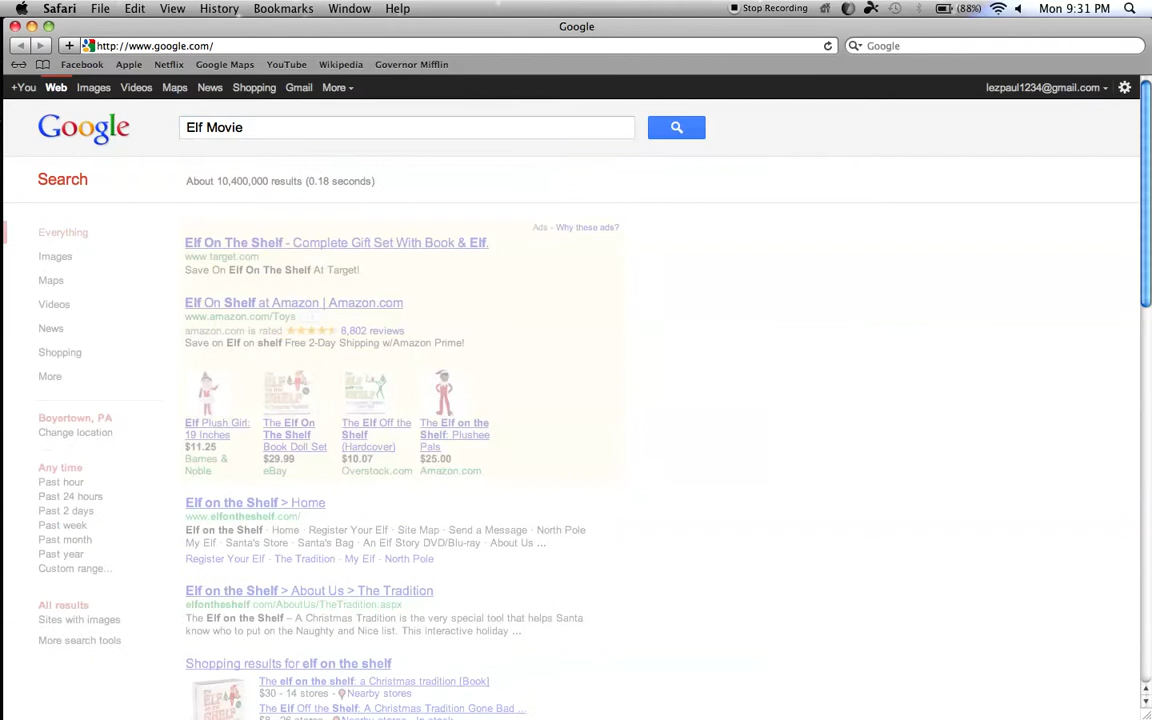 Safari File Edit View History Bookmarks Window Help Stop Recording (88%) Mon 9:31 PM
Google
http://www.google.com/ Google
Facebook Apple Netflix Google Maps YouTube Wikipedia Governor Mifflin
+You Web Images Videos Maps News Shopping Gmail More lezpaul1234@gmail.com
Google Elf Movie
Search About 10,400,000 results (0.18 seconds)
Ads - Why these ads?
Everything
Images
Maps
Videos
News
Shopping
More
Boyertown, PA
Change location
Any time
Past hour
Past 24 hours
Past 2 days
Past week
Past month
Past year
Custom range...
All results
Sites with images
More search tools
Elf On The Shelf - Complete Gift Set With Book & Elf.
www.target.com
Save On Elf On The Shelf At Target!
Elf On Shelf at Amazon | Amazon.com
www.amazon.com/Toys
amazon.com is rated 8,802 reviews
Save on Elf on shelf Free 2-Day Shipping w/Amazon Prime!
Elf Plush Girl:
19 Inches
$11.25
Barnes &
Noble
The Elf On
The Shelf
Book Doll Set
$29.99
eBay
The Elf Off the
Shelf
(Hardcover)
$10.07
Overstock.com
The Elf on the
Shelf: Plushee
Pals
$25.00
Amazon.com
Elf on the Shelf > Home
www.elfontheshelf.com/
Elf on the Shelf · Home · Register Your Elf · Site Map · Send a Message · North Pole
My Elf · Santa's Store · Santa's Bag · An Elf Story DVD/Blu-ray · About Us ...
Register Your Elf - The Tradition - My Elf - North Pole
Elf on the Shelf > About Us > The Tradition
elfontheshelf.com/AboutUs/TheTradition.aspx
The Elf on the Shelf – A Christmas Tradition is the very special tool that helps Santa
know who to put on the Naughty and Nice list. This interactive holiday ...
Shopping results for elf on the shelf
The elf on the shelf: a Christmas tradition [Book]
$30 - 14 stores - Nearby stores
The Elf Off the Shelf: A Christmas Tradition Gone Bad ...
$8 - 26 stores - Nearby stores - In stock